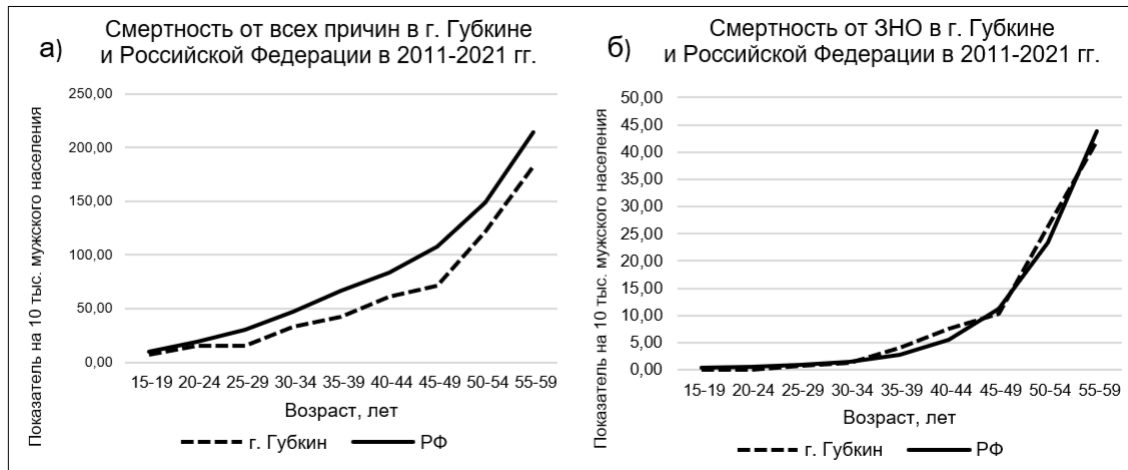 а)
Смертность от всех причин в г. Губкине
и Российской Федерации в 2011-2021 гг.
Показатель на 10 тыс. мужского населения
250,00
200,00
150,00
100,00
50,00
0,00
15-19 20-24 25-29 30-34 35-39 40-44 45-49 50-54 55-59
Возраст, лет
г. Губкин РФ
б)
Смертность от ЗНО в г. Губкине
и Российской Федерации в 2011-2021 гг.
Показатель на 10 тыс. мужского населения
50,00
45,00
40,00
35,00
30,00
25,00
20,00
15,00
10,00
5,00
0,00
15-19 20-24 25-29 30-34 35-39 40-44 45-49 50-54 55-59
Возраст, лет
г. Губкин РФ